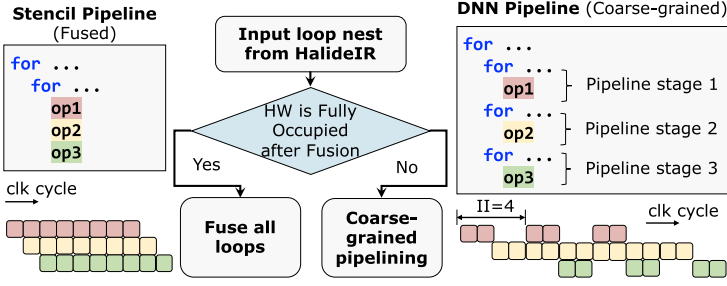 Stencil Pipeline
(Fused)
for ...
for ...
op1
op2
op3
clk cycle
Input loop nest
from HalideIR
HW is Fully
Occupied
after Fusion
Yes
No
Fuse all
loops
Coarse-
grained
pipelining
DNN Pipeline (Coarse-grained)
for ...
for ...
op1
Pipeline stage 1
for ...
op2
Pipeline stage 2
for ...
op3
Pipeline stage 3
II=4
clk cycle